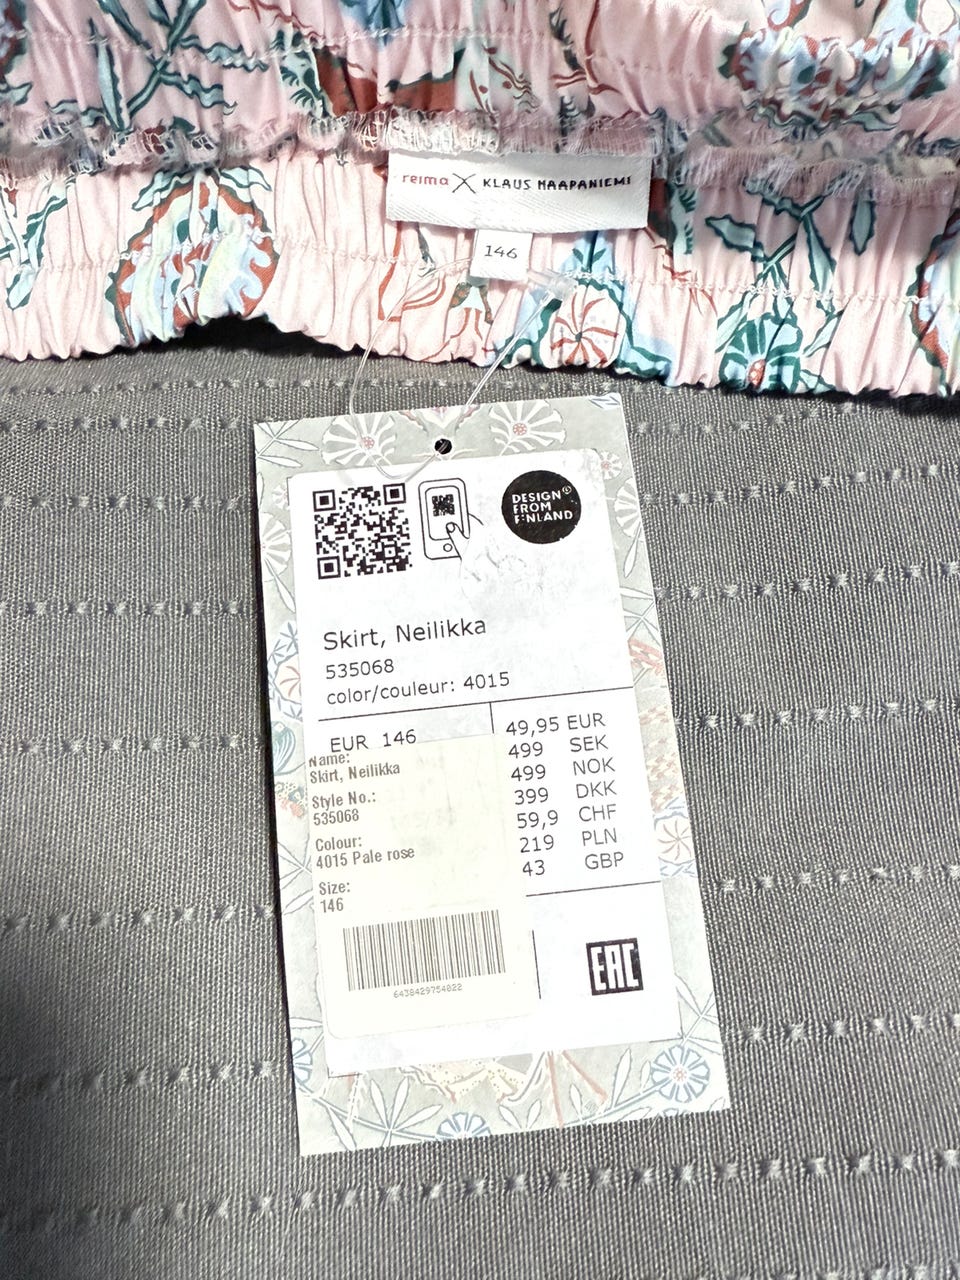 reima X KLAUS HAAPANIEMI
146
DESIGN®
FROM
FINLAND
Skirt, Neilikka
535068
color/couleur: 4015
EUR 146
49,95 EUR
499 SEK
499 NOK
399 DKK
59,9 CHF
219 PLN
43 GBP
Name:
Skirt, Neilikka
Style No.:
535068
Colour:
4015 Pale rose
Size:
146
6438429754022
EAC